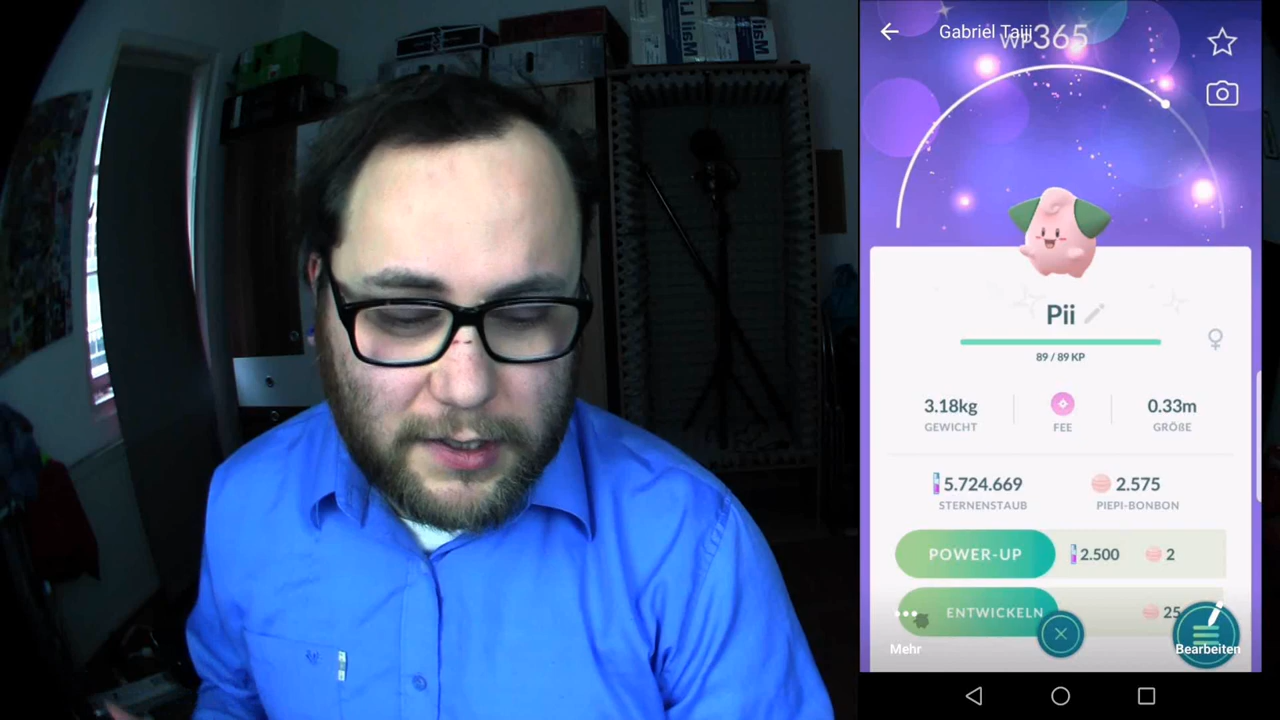 Gabriel Taiji
WP365
Pii
89 / 89 KP
3.18kg
GEWICHT
FEE
0.33m
GRÖßE
5.724.669
STERNENSTAUB
2.575
PIEPI-BONBON
POWER-UP
2.500
2
ENTWICKELN
25
Mehr
Bearbeiten